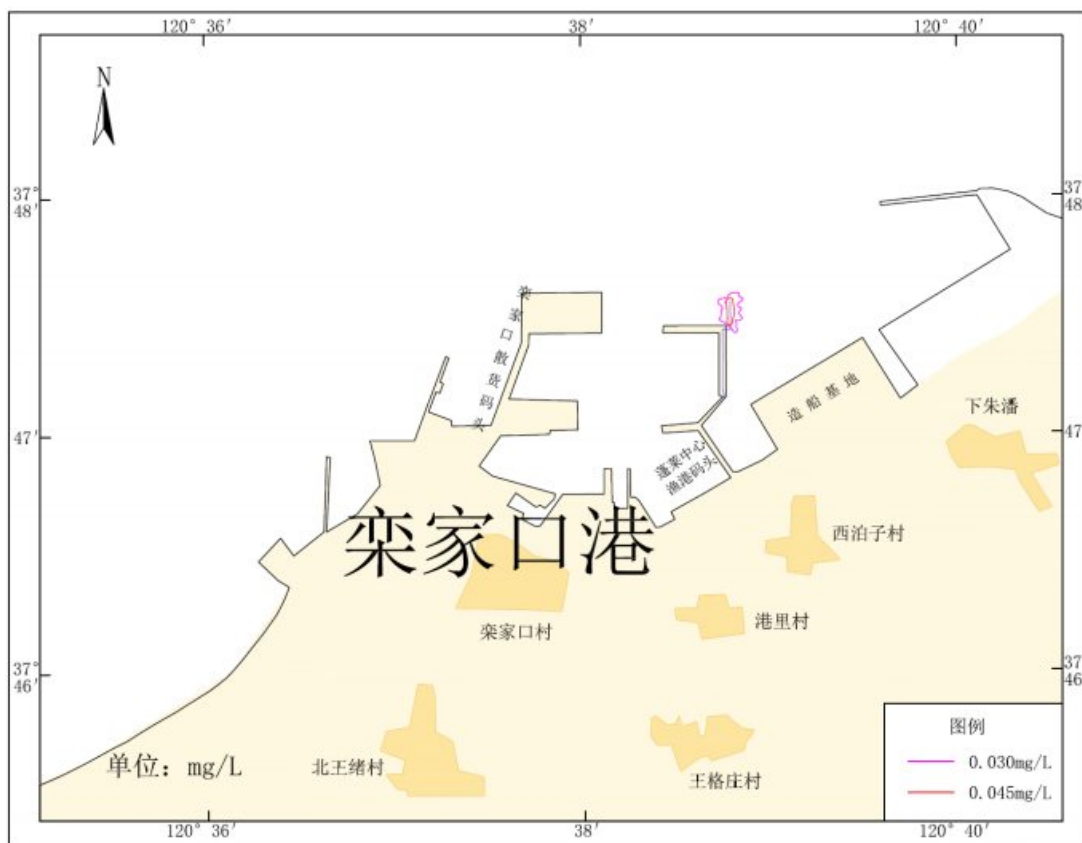 120° 36′
38′
120° 40′
N
37°
48′
37°
48′
栾家口散货码头
造船基地
下朱潘
47′
47′
蓬莱中心
渔港码头
栾家口港
西泊子村
港里村
栾家口村
37°
46′
37°
46′
图例
单位：mg/L
北王绪村
王格庄村
0.030mg/L
0.045mg/L
120° 36′
38′
120° 40′